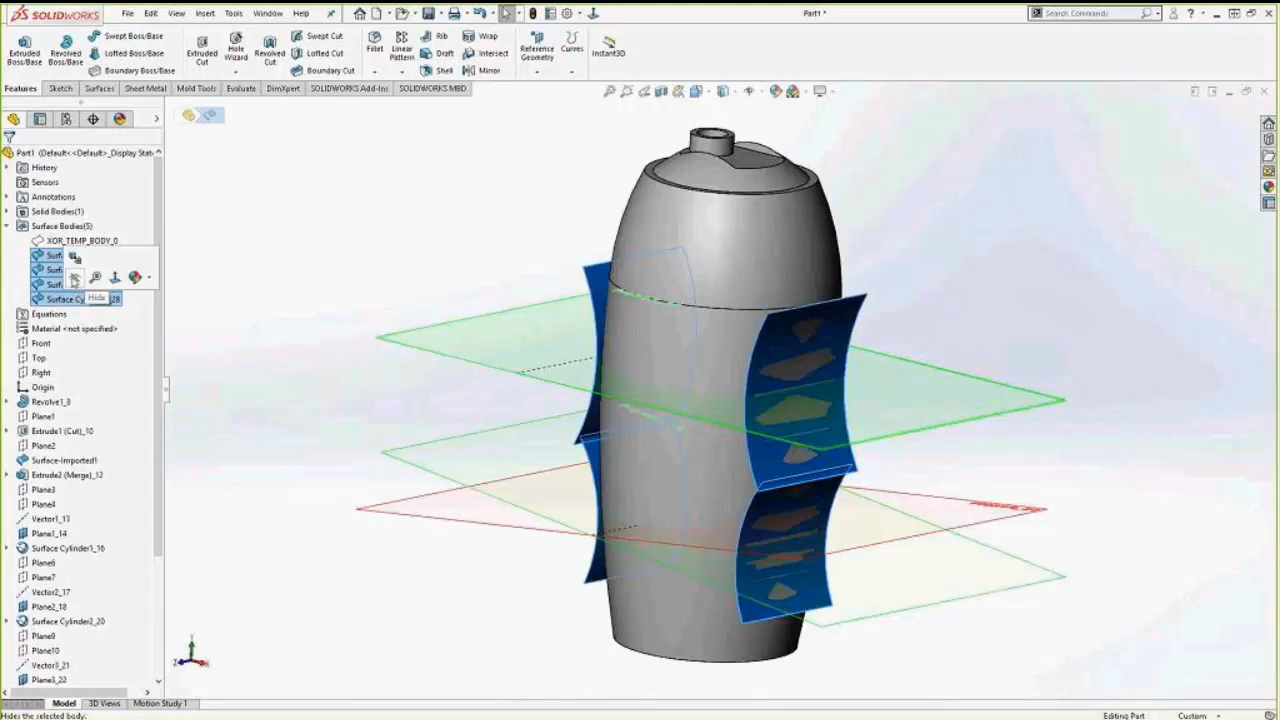 SOLIDWORKS File Edit View Insert Tools Window Help Part1 * Search Commands
Extruded Boss/Base Revolved Boss/Base Swept Boss/Base Lofted Boss/Base Boundary Boss/Base Extruded Cut Hole Wizard Revolved Cut Swept Cut Lofted Cut Boundary Cut Fillet Linear Pattern Rib Draft Shell Wrap Intersect Mirror Reference Geometry Curves Instant3D
Features Sketch Surfaces Sheet Metal Mold Tools Evaluate DimXpert SOLIDWORKS Add-Ins SOLIDWORKS MBD
Part1 (Default<<Default>_Display Stat
History
Sensors
Annotations
Solid Bodies(1)
Surface Bodies(5)
XOR_TEMP_BODY_0
Surf
Surf
Surf
Surface Cy 28
Hide
Equations
Material <not specified>
Front
Top
Right
Origin
Revolve1_8
Plane1
Extrude1 (Cut)_10
Plane2
Surface-Imported1
Extrude2 (Merge)_12
Plane3
Plane4
Vector1_13
Plane1_14
Surface Cylinder1_16
Plane6
Plane7
Vector2_17
Plane2_18
Surface Cylinder2_20
Plane9
Plane10
Vector3_21
Plane3_22
Model 3D Views Motion Study 1
Hides the selected body. Editing Part Custom